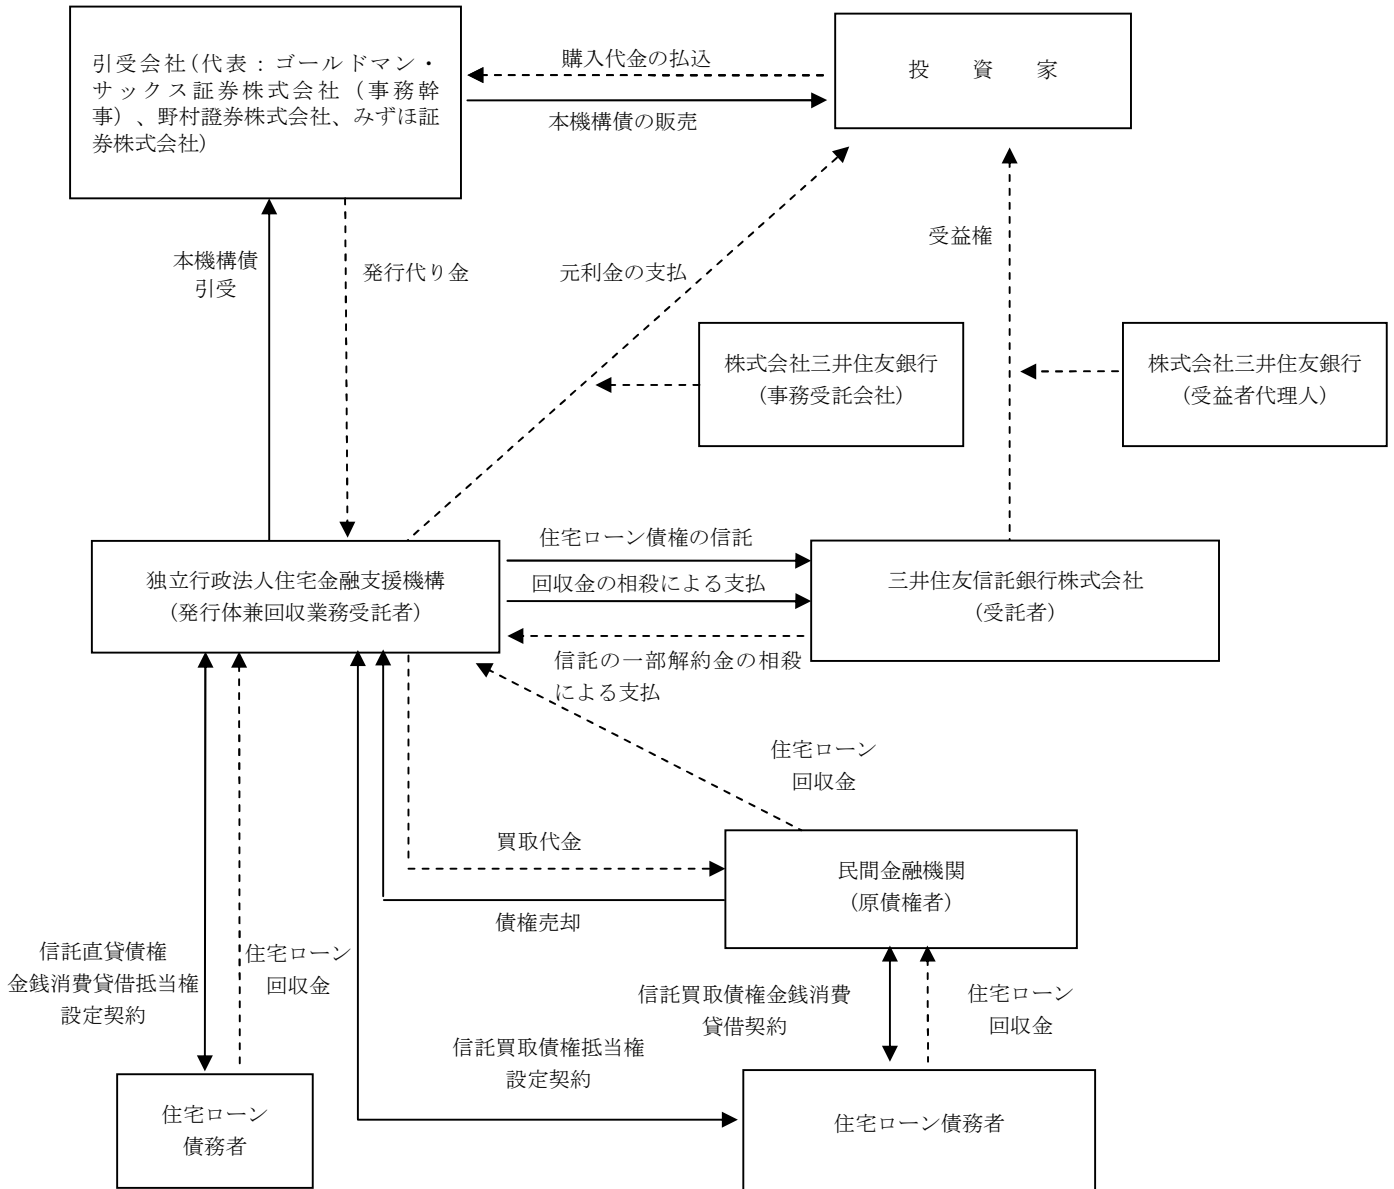 引受会社（代表：ゴールドマン・
サックス証券株式会社（事務幹
事）、野村證券株式会社、みずほ証
券株式会社）
購入代金の払込
本機構債の販売
投　資　家
本機構債
引受
発行代り金
元利金の支払
受益権
株式会社三井住友銀行
（事務受託会社）
株式会社三井住友銀行
（受益者代理人）
独立行政法人住宅金融支援機構
（発行体兼回収業務受託者）
住宅ローン債権の信託
回収金の相殺による支払
信託の一部解約金の相殺
による支払
三井住友信託銀行株式会社
（受託者）
住宅ローン
回収金
買取代金
債権売却
民間金融機関
（原債権者）
信託直貸債権
金銭消費貸借抵当権
設定契約
住宅ローン
回収金
信託買取債権金銭消費
貸借契約
住宅ローン
回収金
信託買取債権抵当権
設定契約
住宅ローン
債務者
住宅ローン債務者